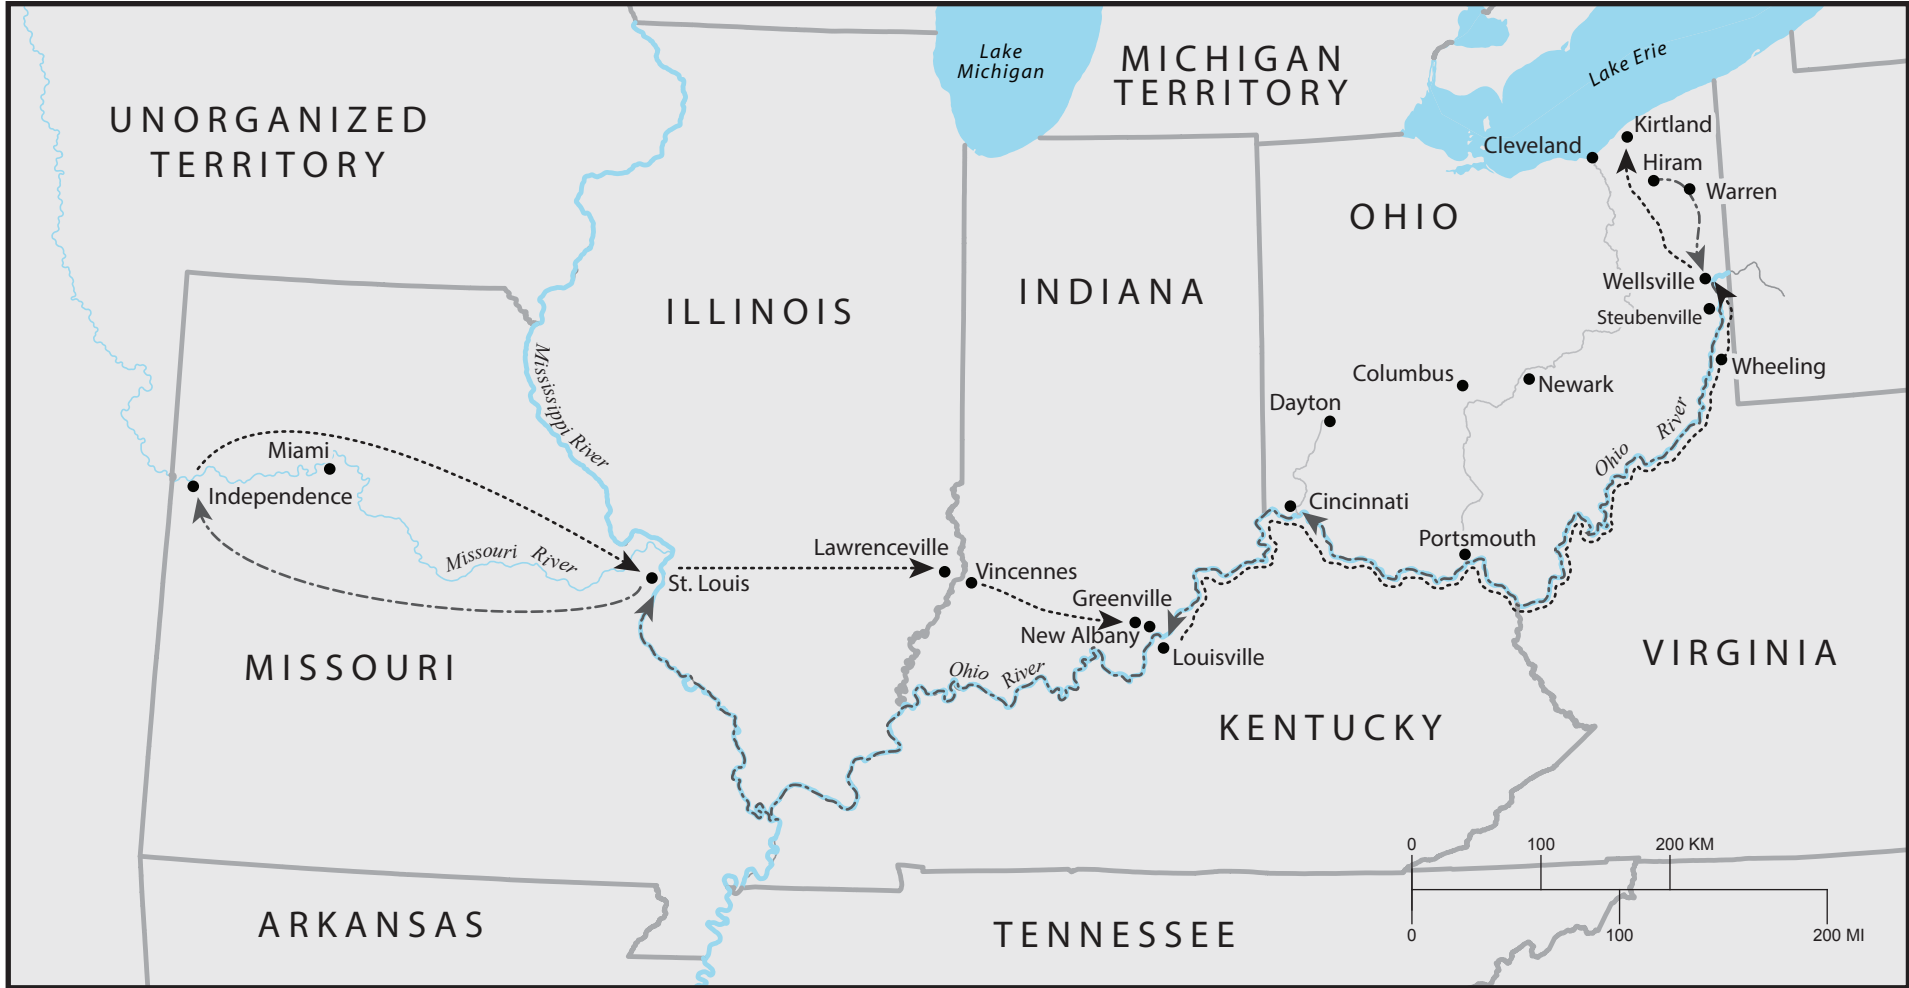 Lake
Michigan
MICHIGAN
TERRITORY
Lake Erie
UNORGANIZED
TERRITORY
Kirtland
Cleveland
Hiram
Warren
OHIO
INDIANA
ILLINOIS
Wellsville
Steubenville
Mississippi River
Wheeling
Columbus
Newark
Dayton
Ohio River
Miami
Independence
Cincinnati
Missouri River
Portsmouth
Lawrenceville
St. Louis
Vincennes
Greenville
New Albany
Louisville
Ohio River
MISSOURI
VIRGINIA
KENTUCKY
0 100 200 KM
0 100 200 MI
ARKANSAS
TENNESSEE